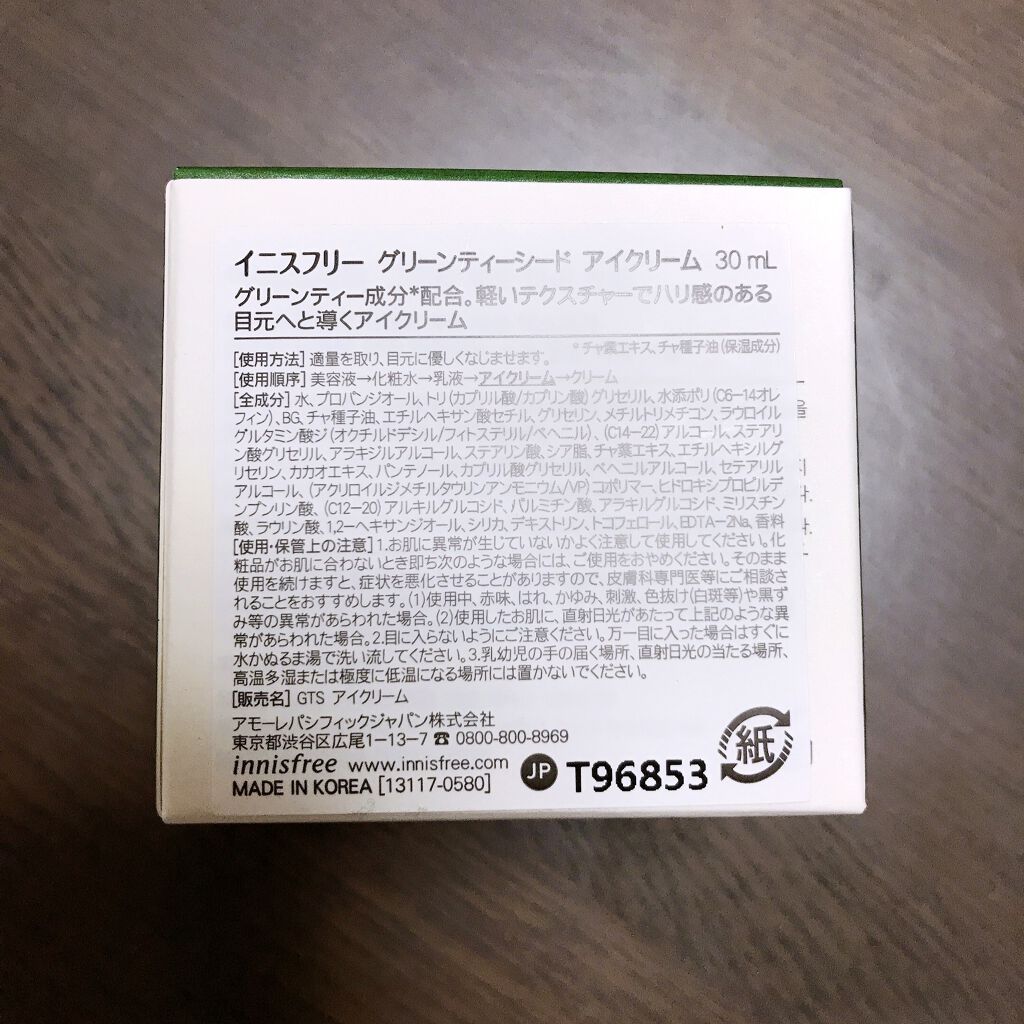 イニスフリー グリーンティーシード アイクリーム 30 mL
グリーンティー成分*配合。軽いテクスチャーでハリ感のある
目元へと導くアイクリーム
* チャ葉エキス、チャ種子油(保湿成分)
[使用方法] 適量を取り、目元に優しくなじませます。
[使用順序] 美容液→化粧水→乳液→アイクリーム→クリーム
[全成分] 水、プロパンジオール、トリ(カプリル酸/カプリン酸)グリセリル、水添ポリ(C6-14オレ
フィン)、BG、チャ種子油、エチルヘキサン酸セチル、グリセリン、メチルトリメチコン、ラウロイル
グルタミン酸ジ(オクチルドデシル/フィトステリル/ベヘニル)、(C14-22)アルコール、ステアリ
ン酸グリセリル、アラキジルアルコール、ステアリン酸、シア脂、チャ葉エキス、エチルヘキシルグ
リセリン、カカオエキス、パンテノール、カプリル酸グリセリル、ベヘニルアルコール、セテアリル
アルコール、(アクリロイルジメチルタウリンアンモニウム/VP)コポリマー、ヒドロキシプロピルデ
ンプンリン酸、(C12-20)アルキルグルコシド、パルミチン酸、アラキルグルコシド、ミリスチン
酸、ラウリン酸、1,2-ヘキサンジオール、シリカ、デキストリン、トコフェロール、EDTA-2Na、香料
[使用・保管上の注意] 1.お肌に異常が生じていないかよく注意して使用してください。化
粧品がお肌に合わないとき即ち次のような場合には、ご使用をおやめください。そのまま
使用を続けますと、症状を悪化させることがありますので、皮膚科専門医等にご相談さ
れることをおすすめします。(1)使用中、赤味、はれ、かゆみ、刺激、色抜け(白斑等)や黒ず
み等の異常があらわれた場合。(2)使用したお肌に、直射日光があたって上記のような異
常があらわれた場合。2.目に入らないようにご注意ください。万一目に入った場合はすぐに
水かぬるま湯で洗い流してください。3.乳幼児の手の届く場所、直射日光の当たる場所、
高温多湿または極度に低温になる場所には置かないでください。
[販売名] GTS アイクリーム
アモーレパシフィックジャパン株式会社
東京都渋谷区広尾1-13-7 ☎ 0800-800-8969
innisfree www.innisfree.com
MADE IN KOREA [13117-0580]
JP T96853
紙